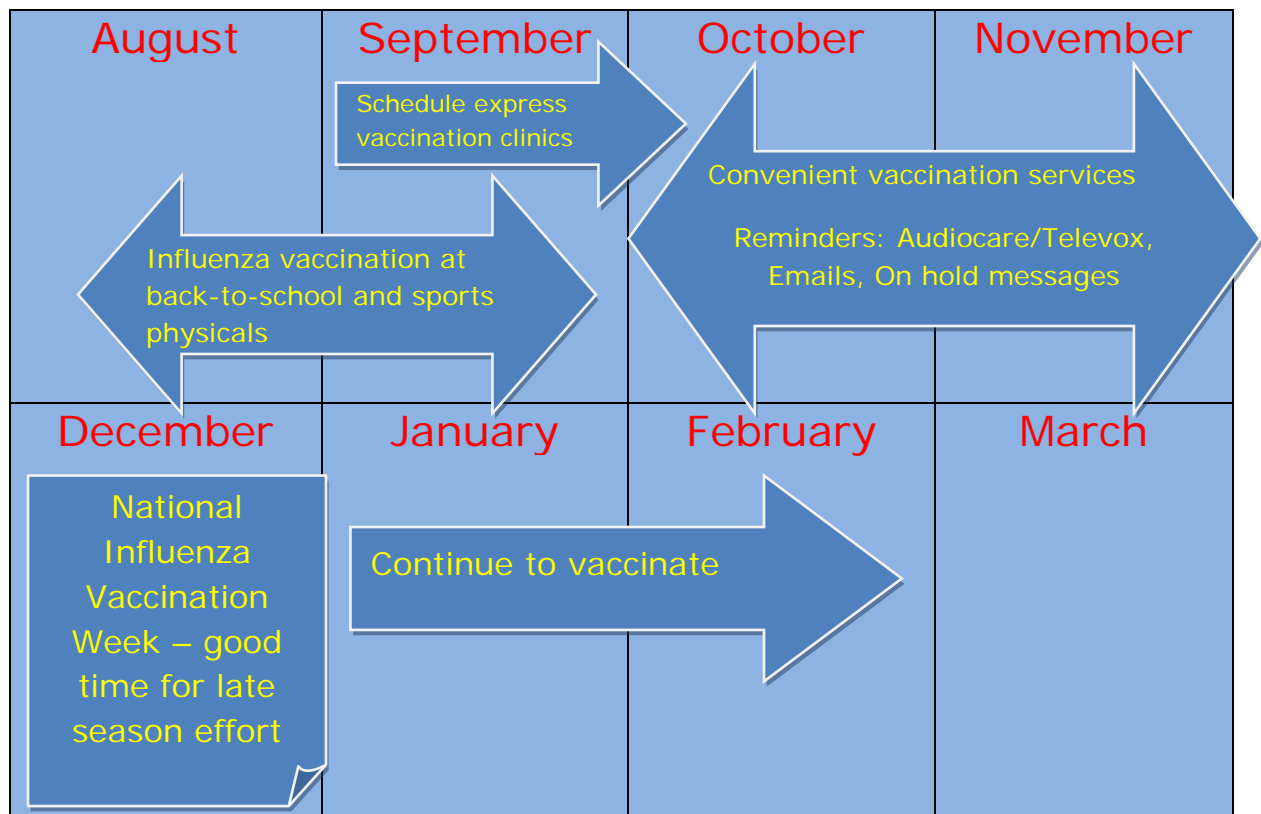 August
September
October
November
Schedule express
vaccination clinics
Convenient vaccination services
Reminders: Audiocare/Televox,
Emails, On hold messages
Influenza vaccination at
back-to-school and sports
physicals
December
January
February
March
National
Influenza
Vaccination
Week – good
time for late
season effort
Continue to vaccinate